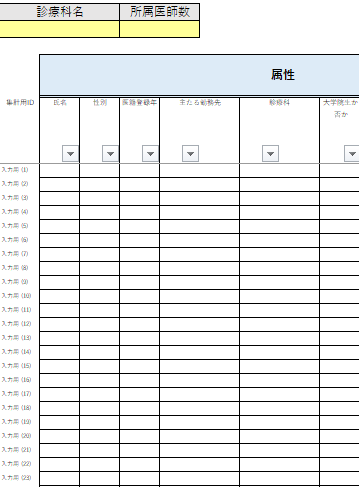 診療科名 所属医師数
属性
集計用ID 氏名 性別 医籍登録年 主たる勤務先 診療科 大学院生か
否か
入力用 (1)
入力用 (2)
入力用 (3)
入力用 (4)
入力用 (5)
入力用 (6)
入力用 (7)
入力用 (8)
入力用 (9)
入力用 (10)
入力用 (11)
入力用 (12)
入力用 (13)
入力用 (14)
入力用 (15)
入力用 (16)
入力用 (17)
入力用 (18)
入力用 (19)
入力用 (20)
入力用 (21)
入力用 (22)
入力用 (23)